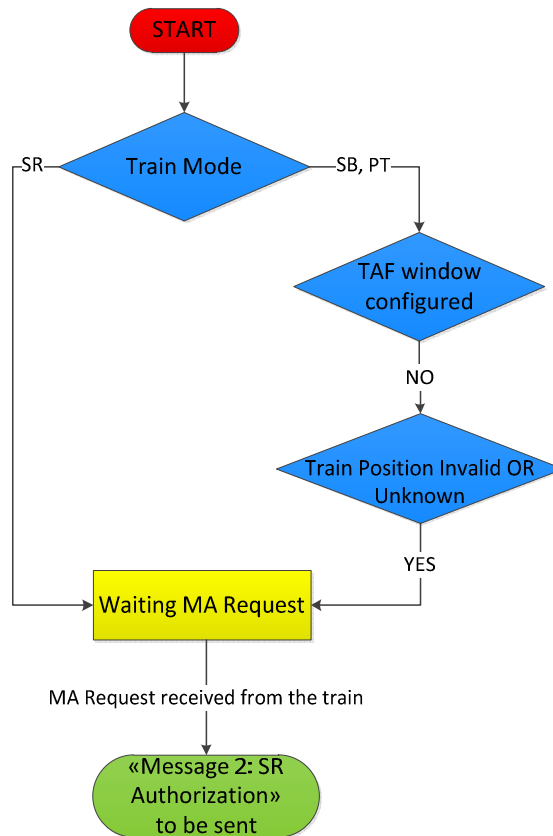 START
Train Mode
SR
SB, PT
TAF window
configured
NO
Train Position Invalid OR
Unknown
YES
Waiting MA Request
MA Request received from the train
«Message 2: SR
Authorization»
to be sent